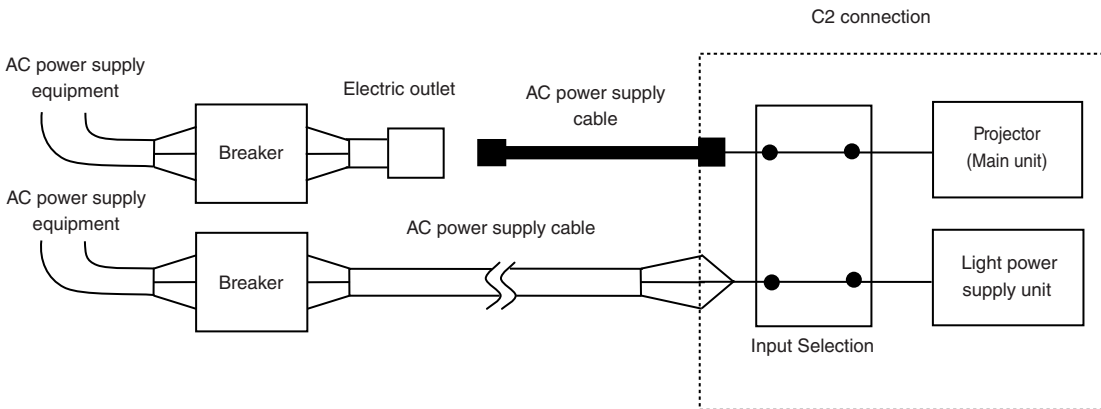 C2 connection
AC power supply
equipment
Electric outlet
AC power supply
cable
Breaker
Projector
(Main unit)
AC power supply
equipment
AC power supply cable
Breaker
Light power
supply unit
Input Selection